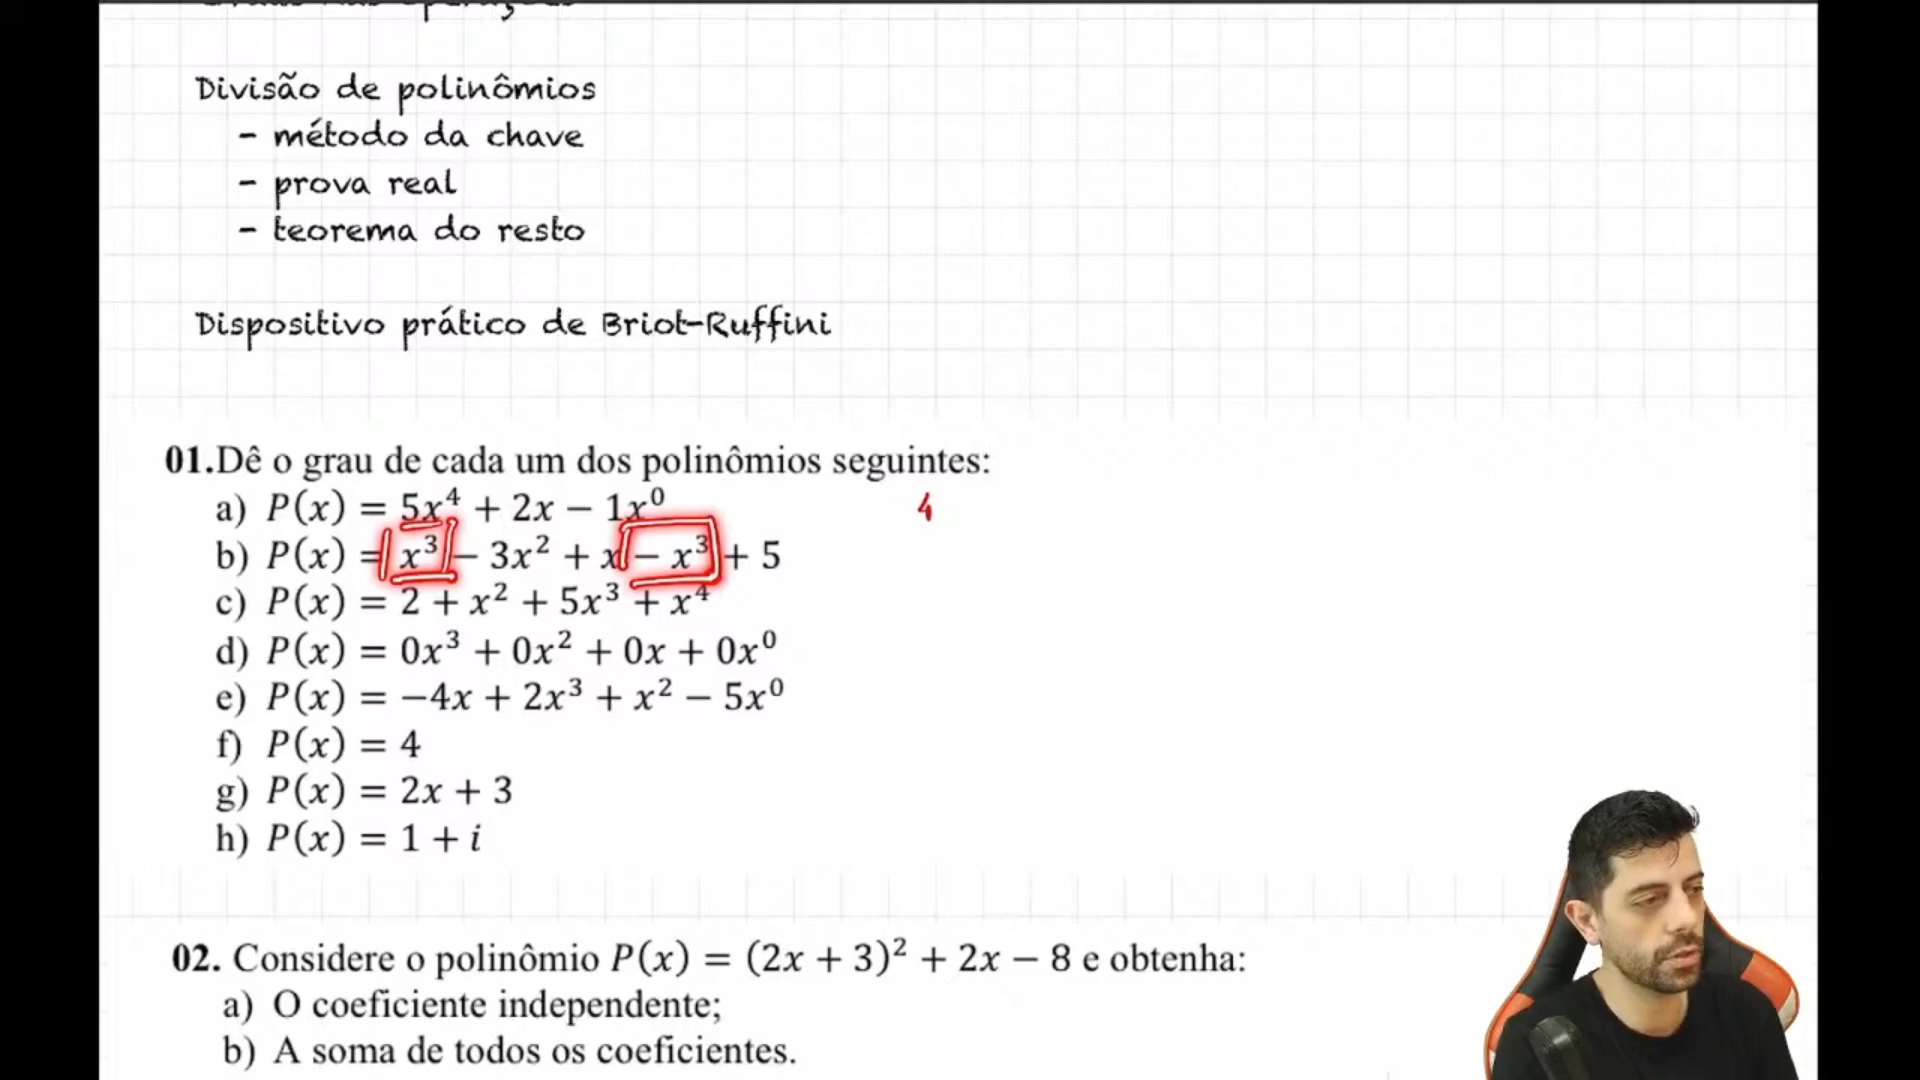 Divisão de polinômios
- método da chave
- prova real
- teorema do resto
Dispositivo prático de Briot-Ruffini
01.Dê o grau de cada um dos polinômios seguintes:
a) P(x) = 5x⁴ + 2x − 1x⁰ 4
b) P(x) = x³ − 3x² + x − x³ + 5
c) P(x) = 2 + x² + 5x³ + x⁴
d) P(x) = 0x³ + 0x² + 0x + 0x⁰
e) P(x) = −4x + 2x³ + x² − 5x⁰
f) P(x) = 4
g) P(x) = 2x + 3
h) P(x) = 1 + i
02. Considere o polinômio P(x) = (2x + 3)² + 2x − 8 e obtenha:
a) O coeficiente independente;
b) A soma de todos os coeficientes.